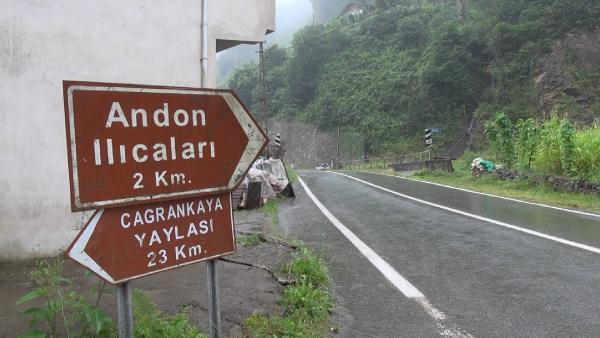 Andon
Ilıcaları
2 Km.
CAGRANKAYA
YAYLASI
23 Km.